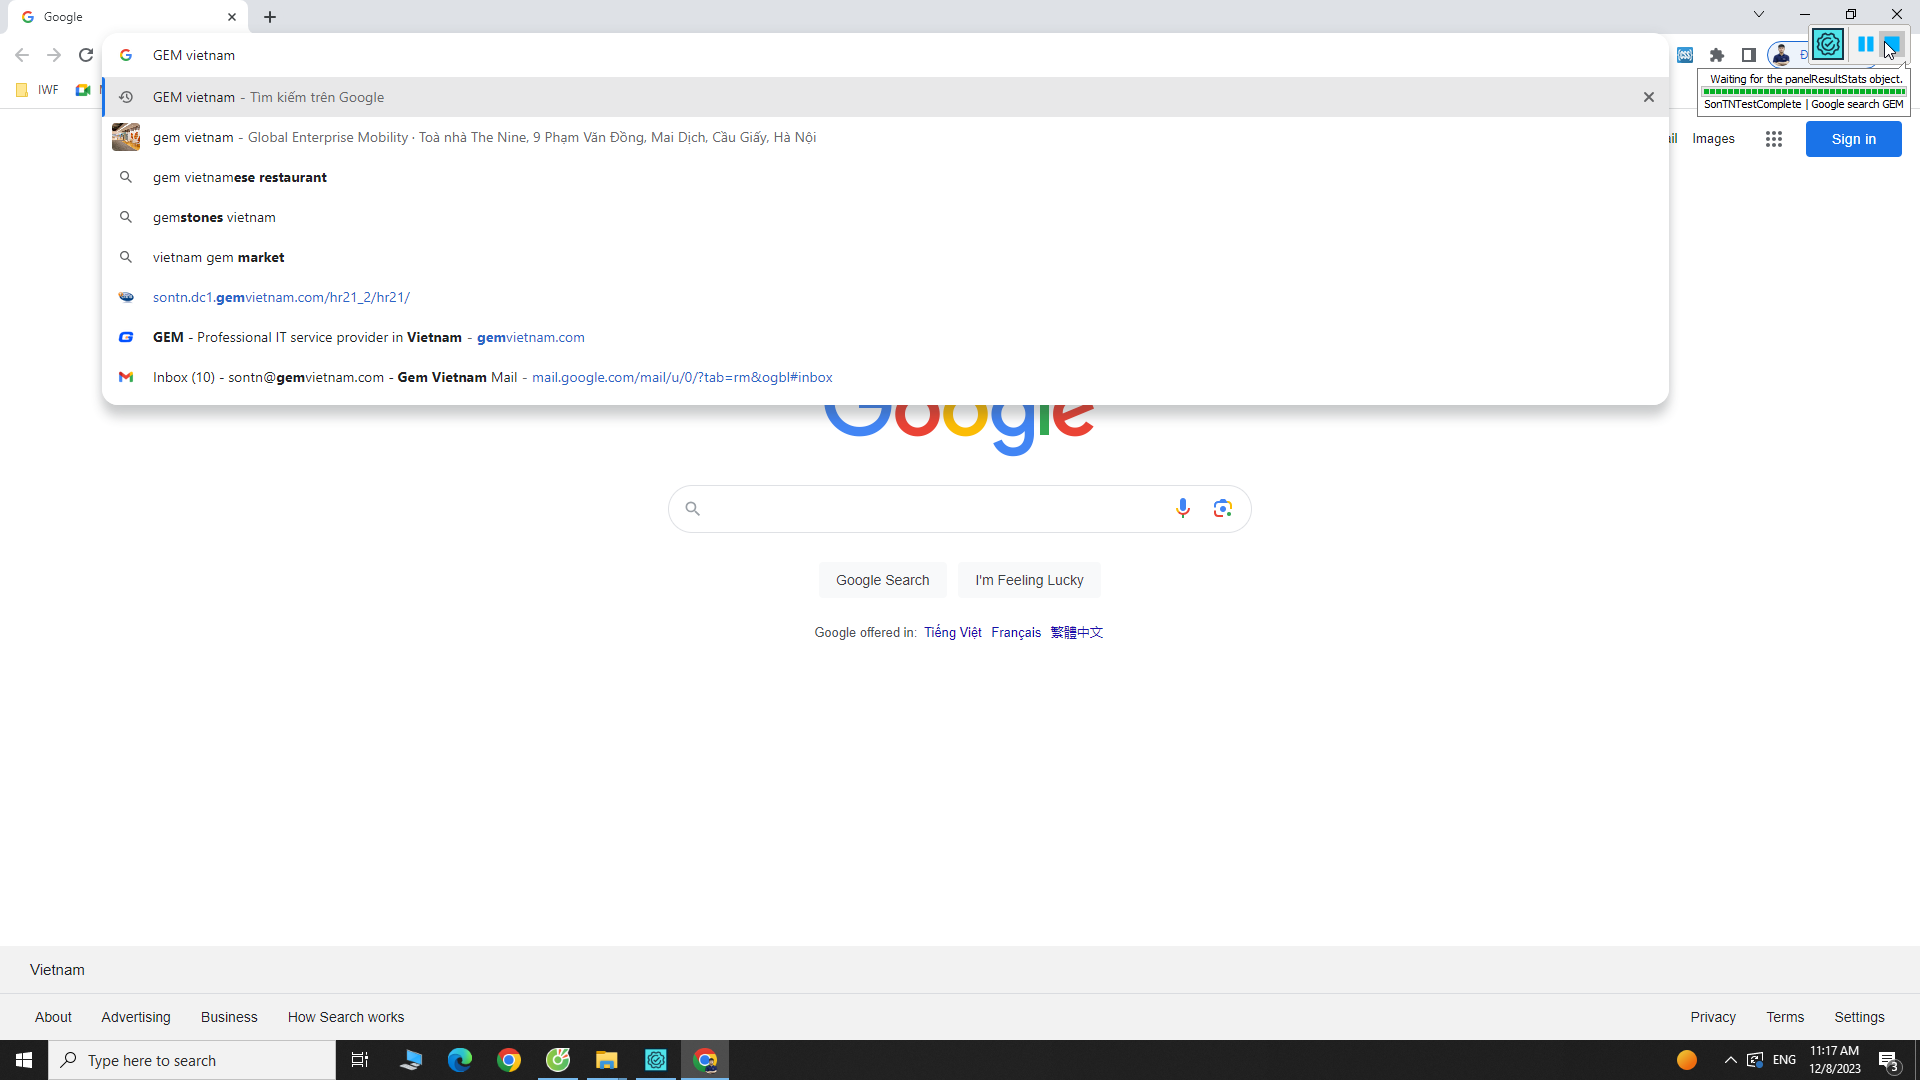 Google
GEM vietnam
Đ
IWF
GEM vietnam - Tìm kiếm trên Google
gem vietnam - Global Enterprise Mobility · Toà nhà The Nine, 9 Phạm Văn Đồng, Mai Dịch, Cầu Giấy, Hà Nội
gem vietnamese restaurant
gemstones vietnam
vietnam gem market
sontn.dc1.gemvietnam.com/hr21_2/hr21/
GEM - Professional IT service provider in Vietnam - gemvietnam.com
Inbox (10) - sontn@gemvietnam.com - Gem Vietnam Mail - mail.google.com/mail/u/0/?tab=rm&ogbl#inbox
Waiting for the panelResultStats object.
SonTNTestComplete | Google search GEM
Images
Sign in
Google
Google Search
I'm Feeling Lucky
Google offered in: Tiếng Việt Français 繁體中文
Vietnam
About
Advertising
Business
How Search works
Privacy
Terms
Settings
Type here to search
ENG
11:17 AM
12/8/2023
3